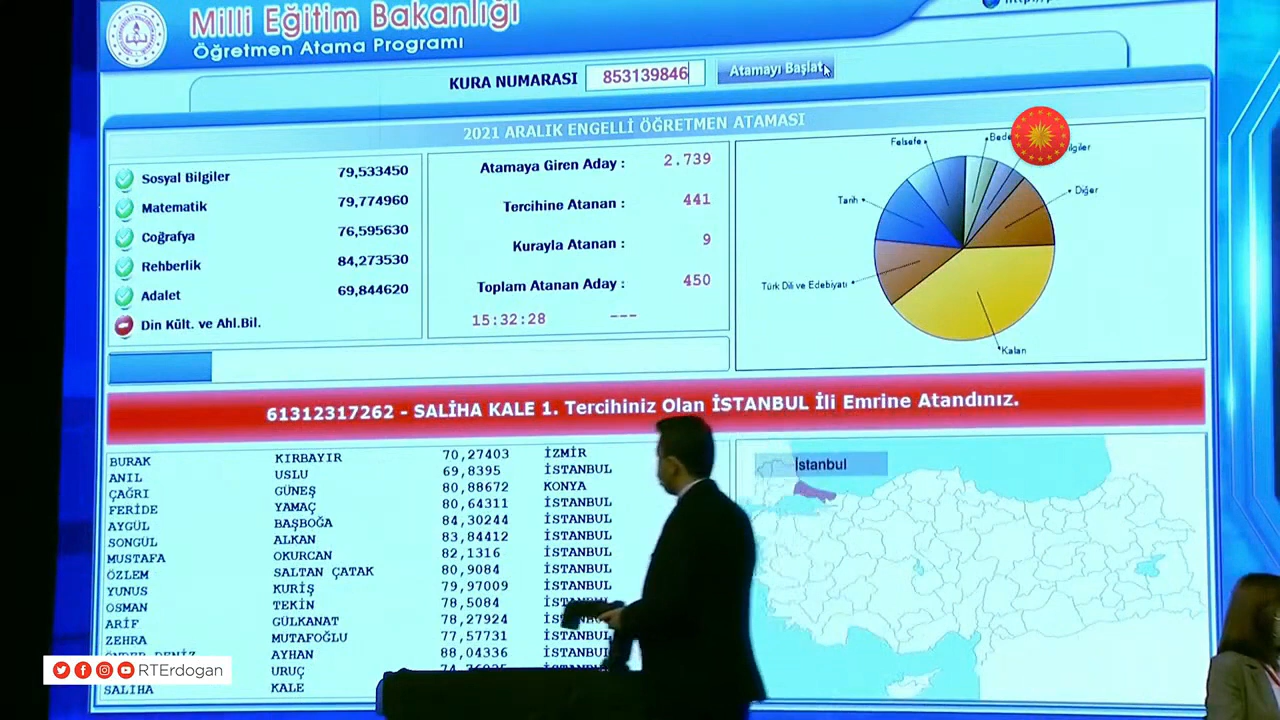 Milli Eğitim Bakanlığı
Öğretmen Atama Programı
KURA NUMARASI 853139846 Atamayı Başlat
2021 ARALIK ENGELLİ ÖĞRETMEN ATAMASI
Sosyal Bilgiler 79,533450
Matematik 79,774960
Coğrafya 76,595630
Rehberlik 84,273530
Adalet 69,844620
Din Kült. ve Ahl.Bil.
Atamaya Giren Aday : 2.739
Tercihine Atanan : 441
Kurayla Atanan : 9
Toplam Atanan Aday : 450
15:32:28 ---
Felsefe
Tarih
Diğer
Türk Dili ve Edebiyatı
Kalan
61312317262 - SALİHA KALE 1. Tercihiniz Olan İSTANBUL İli Emrine Atandınız.
BURAK KIRBAYIR 70,27403 İZMİR
ANIL USLU 69,8395 İSTANBUL
ÇAĞRI GÜNEŞ 80,88672 KONYA
FERİDE YAMAÇ 80,64311 İSTANBUL
AYGÜL BAŞBOĞA 84,30244 İSTANBUL
SONGÜL ALKAN 83,84412 İSTANBUL
MUSTAFA OKURCAN 82,1316 İSTANBUL
ÖZLEM SALTAN ÇATAK 80,9084 İSTANBUL
YUNUS KURİŞ 79,97009 İSTANBUL
OSMAN TEKİN 78,5084
ARİF GÜLKANAT 78,27924
ZEHRA MUTAFOĞLU 77,57731
ÖNDER DENİZ AYHAN 88,04336
URUÇ
SALİHA KALE
İstanbul
RTErdogan